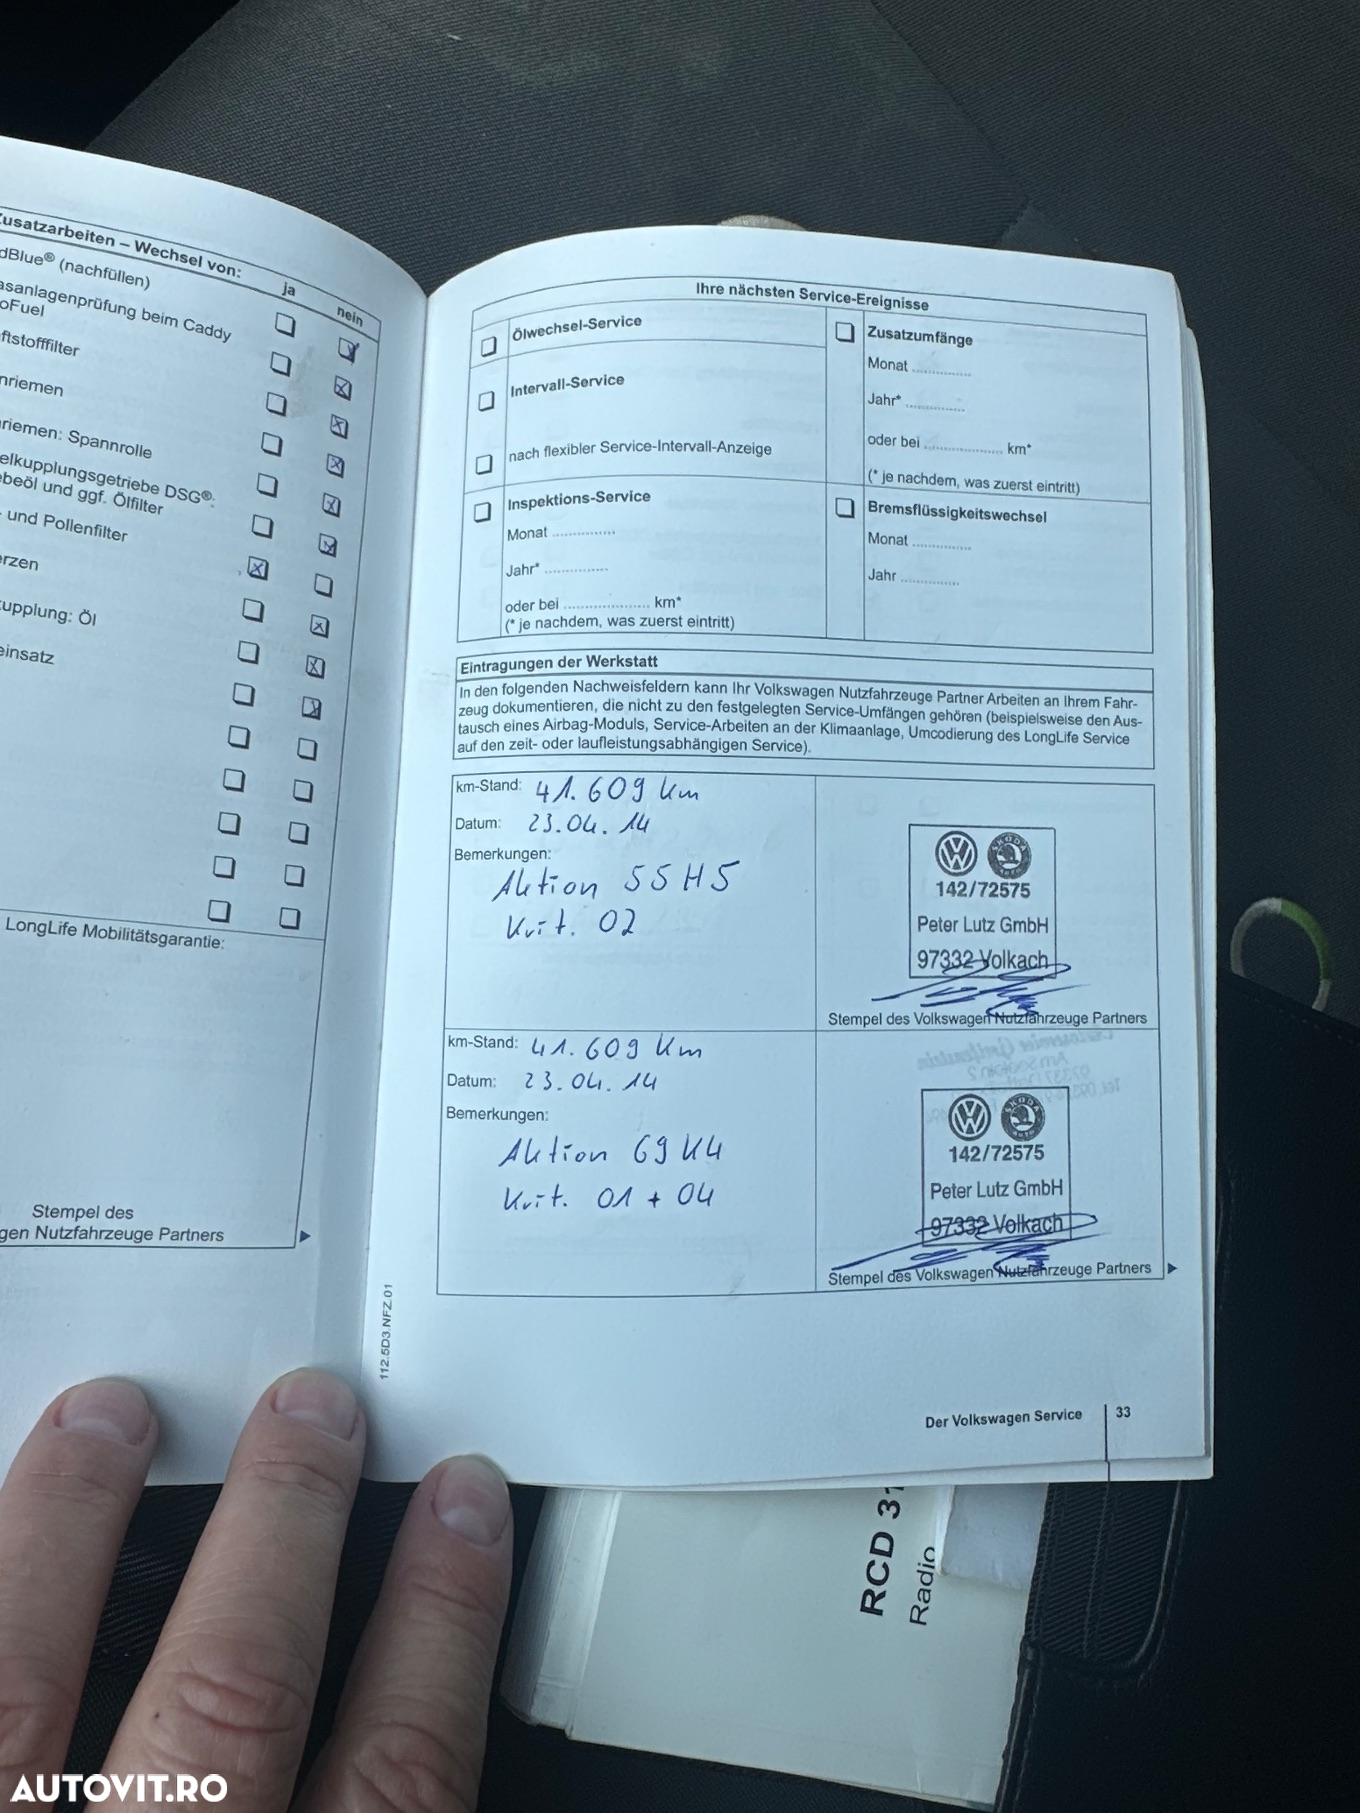 Zusatzarbeiten – Wechsel von:
ja
nein
dBlue® (nachfüllen)
asanlagenprüfung beim Caddy
oFuel
ftstofffilter
nriemen
riemen: Spannrolle
elkupplungsgetriebe DSG®:
ebeöl und ggf. Ölfilter
- und Pollenfilter
erzen
kupplung: Öl
einsatz
LongLife Mobilitätsgarantie:
Stempel des
gen Nutzfahrzeuge Partners
Ihre nächsten Service-Ereignisse
Ölwechsel-Service
Intervall-Service
nach flexibler Service-Intervall-Anzeige
Inspektions-Service
Monat ................
Jahr* ................
oder bei ...................... km*
(* je nachdem, was zuerst eintritt)
Zusatzumfänge
Monat ...............
Jahr* ...............
oder bei .................... km*
(* je nachdem, was zuerst eintritt)
Bremsflüssigkeitswechsel
Monat ...............
Jahr ...............
Eintragungen der Werkstatt
In den folgenden Nachweisfeldern kann Ihr Volkswagen Nutzfahrzeuge Partner Arbeiten an Ihrem Fahr-
zeug dokumentieren, die nicht zu den festgelegten Service-Umfängen gehören (beispielsweise den Aus-
tausch eines Airbag-Moduls, Service-Arbeiten an der Klimaanlage, Umcodierung des LongLife Service
auf den zeit- oder laufleistungsabhängigen Service).
km-Stand: 41.609 km
Datum: 23.04.14
Bemerkungen:
Aktion 55H5
Krit. 02
VW ŠKODA
142/72575
Peter Lutz GmbH
97332 Volkach
Stempel des Volkswagen Nutzfahrzeuge Partners
km-Stand: 41.609 km
Datum: 23.04.14
Bemerkungen:
Aktion 69K4
Krit. 01 + 04
VW ŠKODA
142/72575
Peter Lutz GmbH
97332 Volkach
Stempel des Volkswagen Nutzfahrzeuge Partners
112.5D3.NFZ.01
Der Volkswagen Service
33
RCD 31
Radio
AUTOVIT.RO